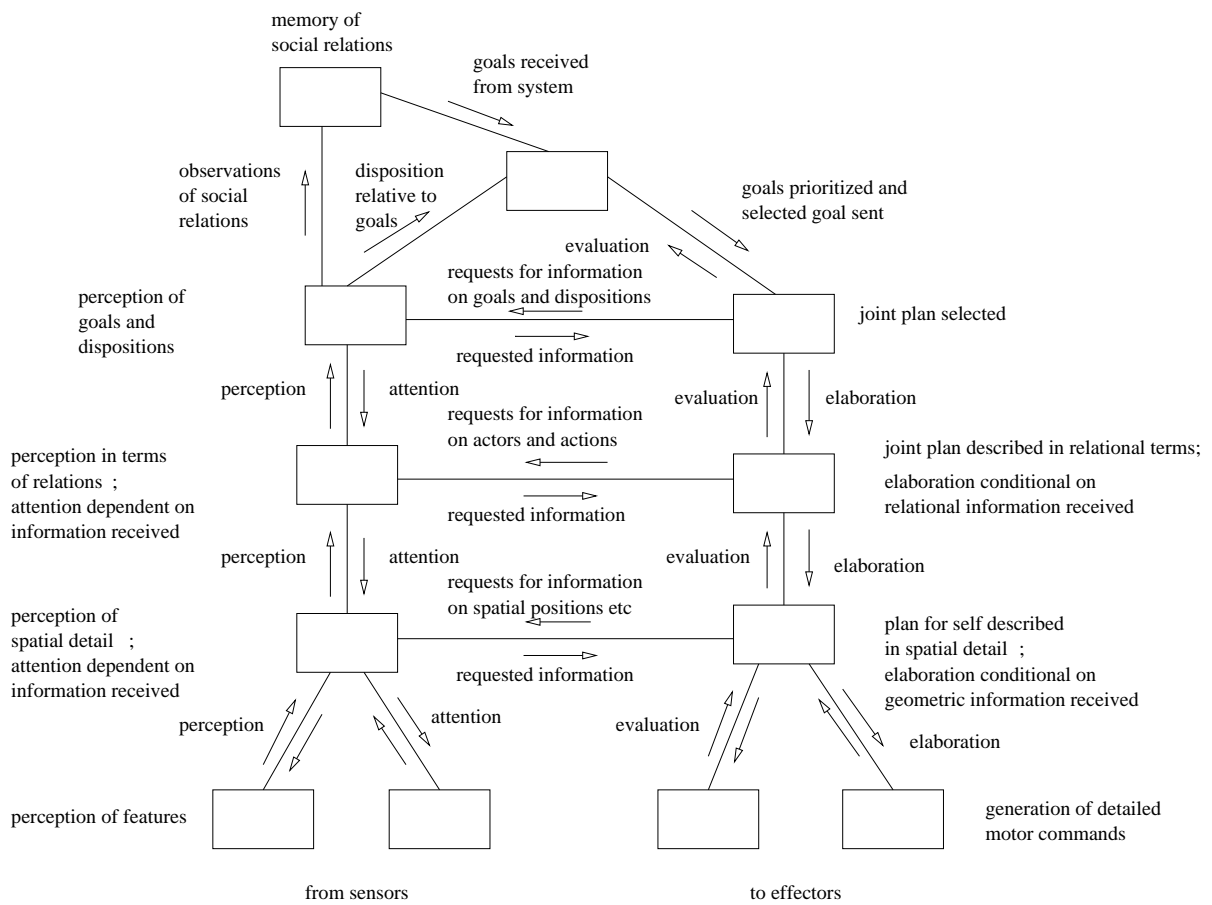 memory of
social relations
goals received
from system
observations
of social
relations
disposition
relative to
goals
goals prioritized and
selected goal sent
evaluation
requests for information
on goals and dispositions
perception of
goals and
dispositions
joint plan selected
requested information
perception
attention
evaluation
elaboration
requests for information
on actors and actions
perception in terms
of relations ;
attention dependent on
information received
joint plan described in relational terms;
elaboration conditional on
relational information received
requested information
perception
attention
evaluation
elaboration
requests for information
on spatial positions etc
perception of
spatial detail ;
attention dependent on
information received
plan for self described
in spatial detail ;
elaboration conditional on
geometric information received
requested information
perception
attention
evaluation
elaboration
perception of features
generation of detailed
motor commands
from sensors
to effectors